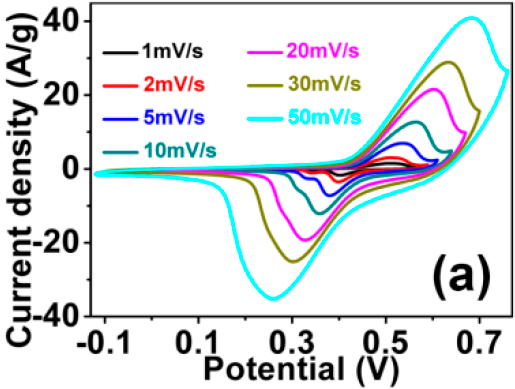 Current density (A/g)
40
20
0
-20
-40
1mV/s
2mV/s
5mV/s
10mV/s
20mV/s
30mV/s
50mV/s
(a)
-0.1
0.1
0.3
0.5
0.7
Potential (V)